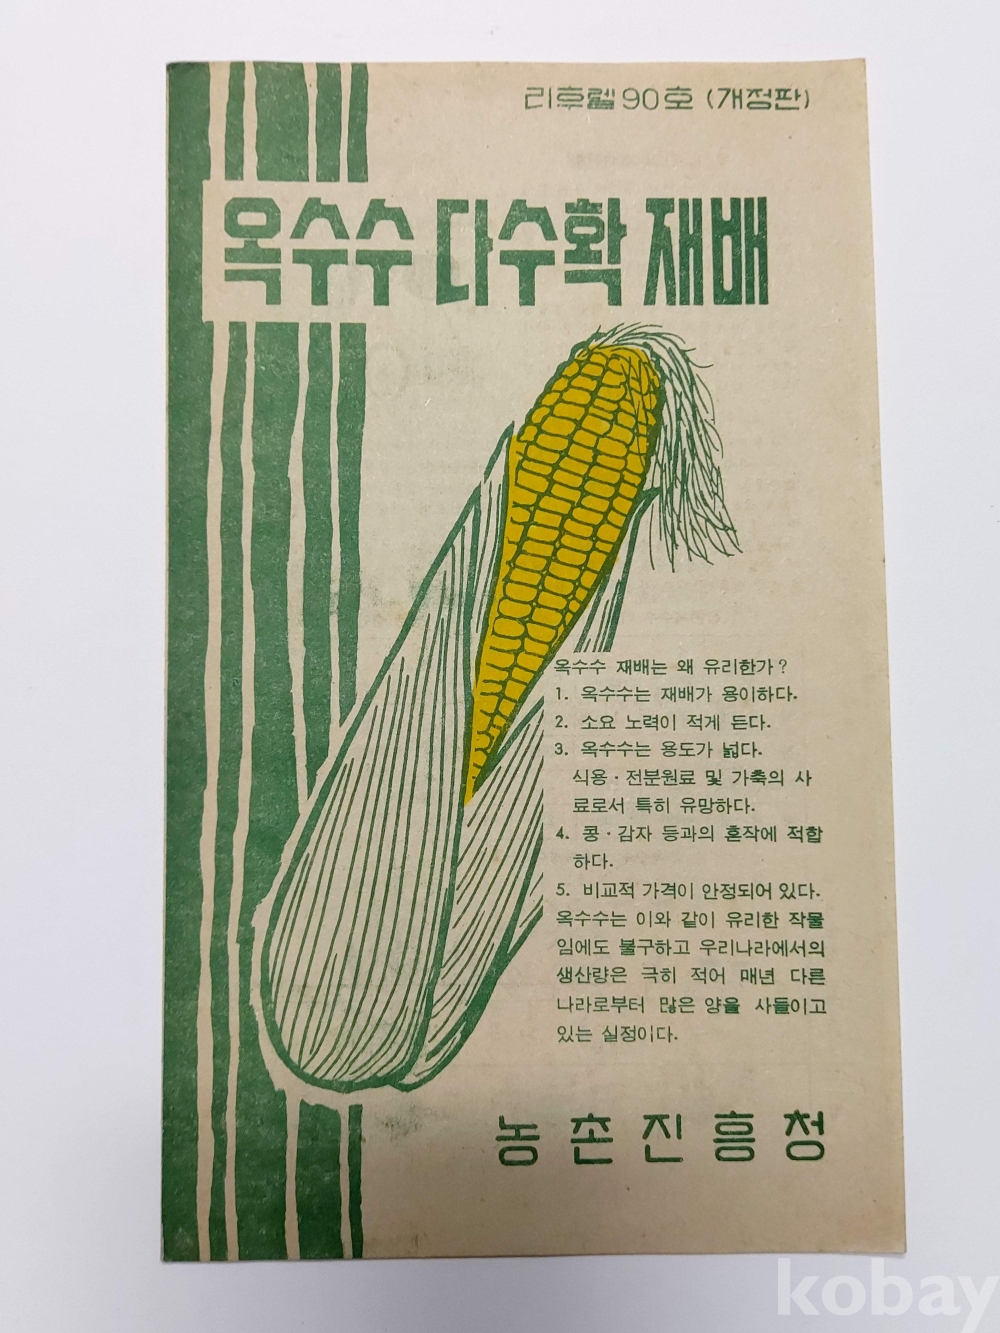 리후렡 90호 (개정판)
옥수수 다수확 재배
옥수수 재배는 왜 유리한가?
1. 옥수수는 재배가 용이하다.
2. 소요 노력이 적게 든다.
3. 옥수수는 용도가 넓다.
식용·전분원료 및 가축의 사
료로서 특히 유망하다.
4. 콩·감자 등과의 혼작에 적합
하다.
5. 비교적 가격이 안정되어 있다.
옥수수는 이와 같이 유리한 작물
임에도 불구하고 우리나라에서의
생산량은 극히 적어 매년 다른
나라로부터 많은 양을 사들이고
있는 실정이다.
농촌진흥청
kobay